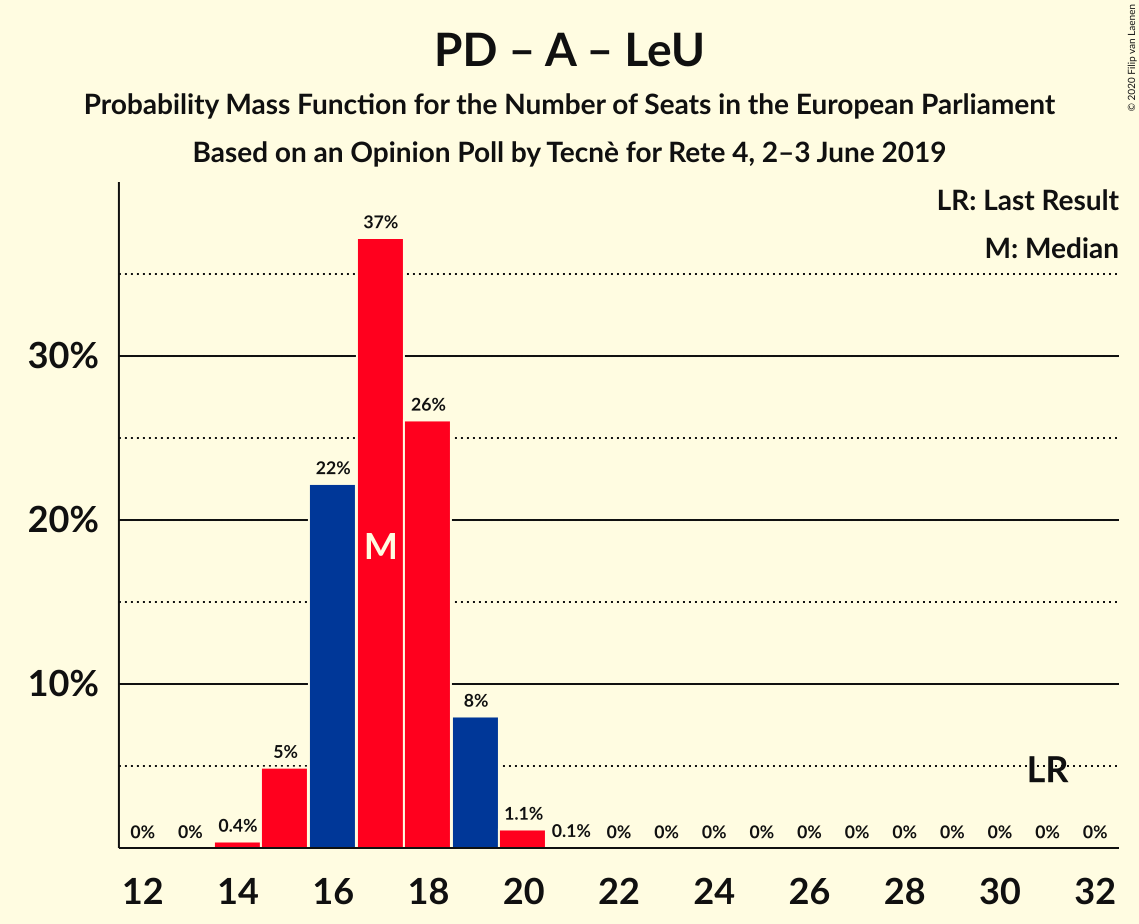 PD – A – LeU
Probability Mass Function for the Number of Seats in the European Parliament
Based on an Opinion Poll by Tecnè for Rete 4, 2–3 June 2019
© 2020 Filip van Laenen
LR: Last Result
M: Median
30%
20%
10%
0% 0% 0.4% 5% 22% 37% 26% 8% 1.1% 0.1% 0% 0% 0% 0% 0% 0% 0% 0% 0% 0% 0%
M
LR
12 14 16 18 20 22 24 26 28 30 32